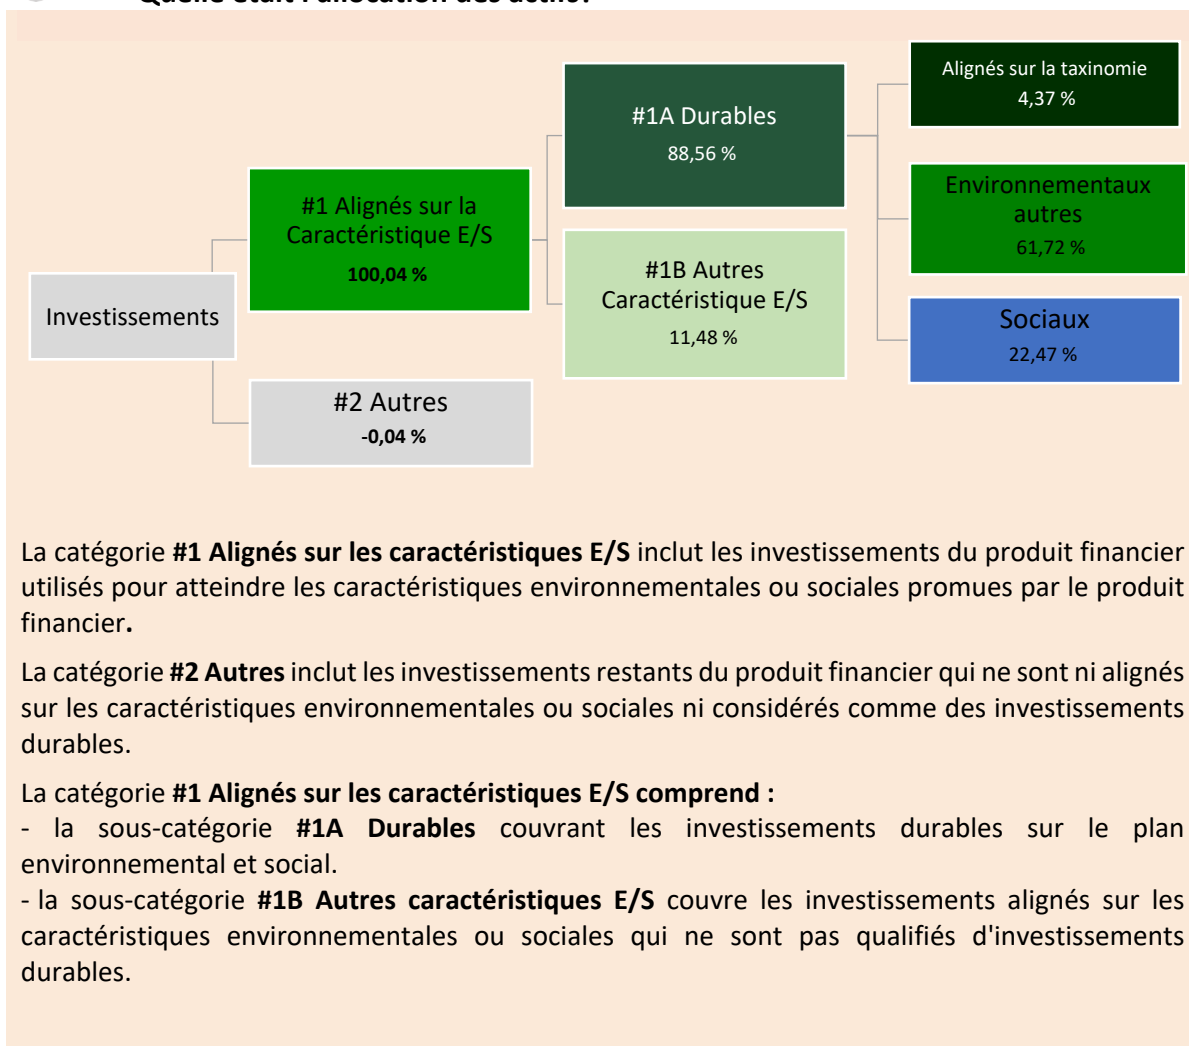 Quelle était l'allocation des actifs?
Alignés sur la taxinomie
4,37 %
#1A Durables
88,56 %
Environnementaux
autres
61,72 %
#1 Alignés sur la
Caractéristique E/S
100,04 %
#1B Autres
Caractéristique E/S
11,48 %
Investissements
Sociaux
22,47 %
#2 Autres
-0,04 %
La catégorie #1 Alignés sur les caractéristiques E/S inclut les investissements du produit financier
utilisés pour atteindre les caractéristiques environnementales ou sociales promues par le produit
financier.
La catégorie #2 Autres inclut les investissements restants du produit financier qui ne sont ni alignés
sur les caractéristiques environnementales ou sociales ni considérés comme des investissements
durables.
La catégorie #1 Alignés sur les caractéristiques E/S comprend :
- la sous-catégorie #1A Durables couvrant les investissements durables sur le plan
environnemental et social.
- la sous-catégorie #1B Autres caractéristiques E/S couvre les investissements alignés sur les
caractéristiques environnementales ou sociales qui ne sont pas qualifiés d'investissements
durables.